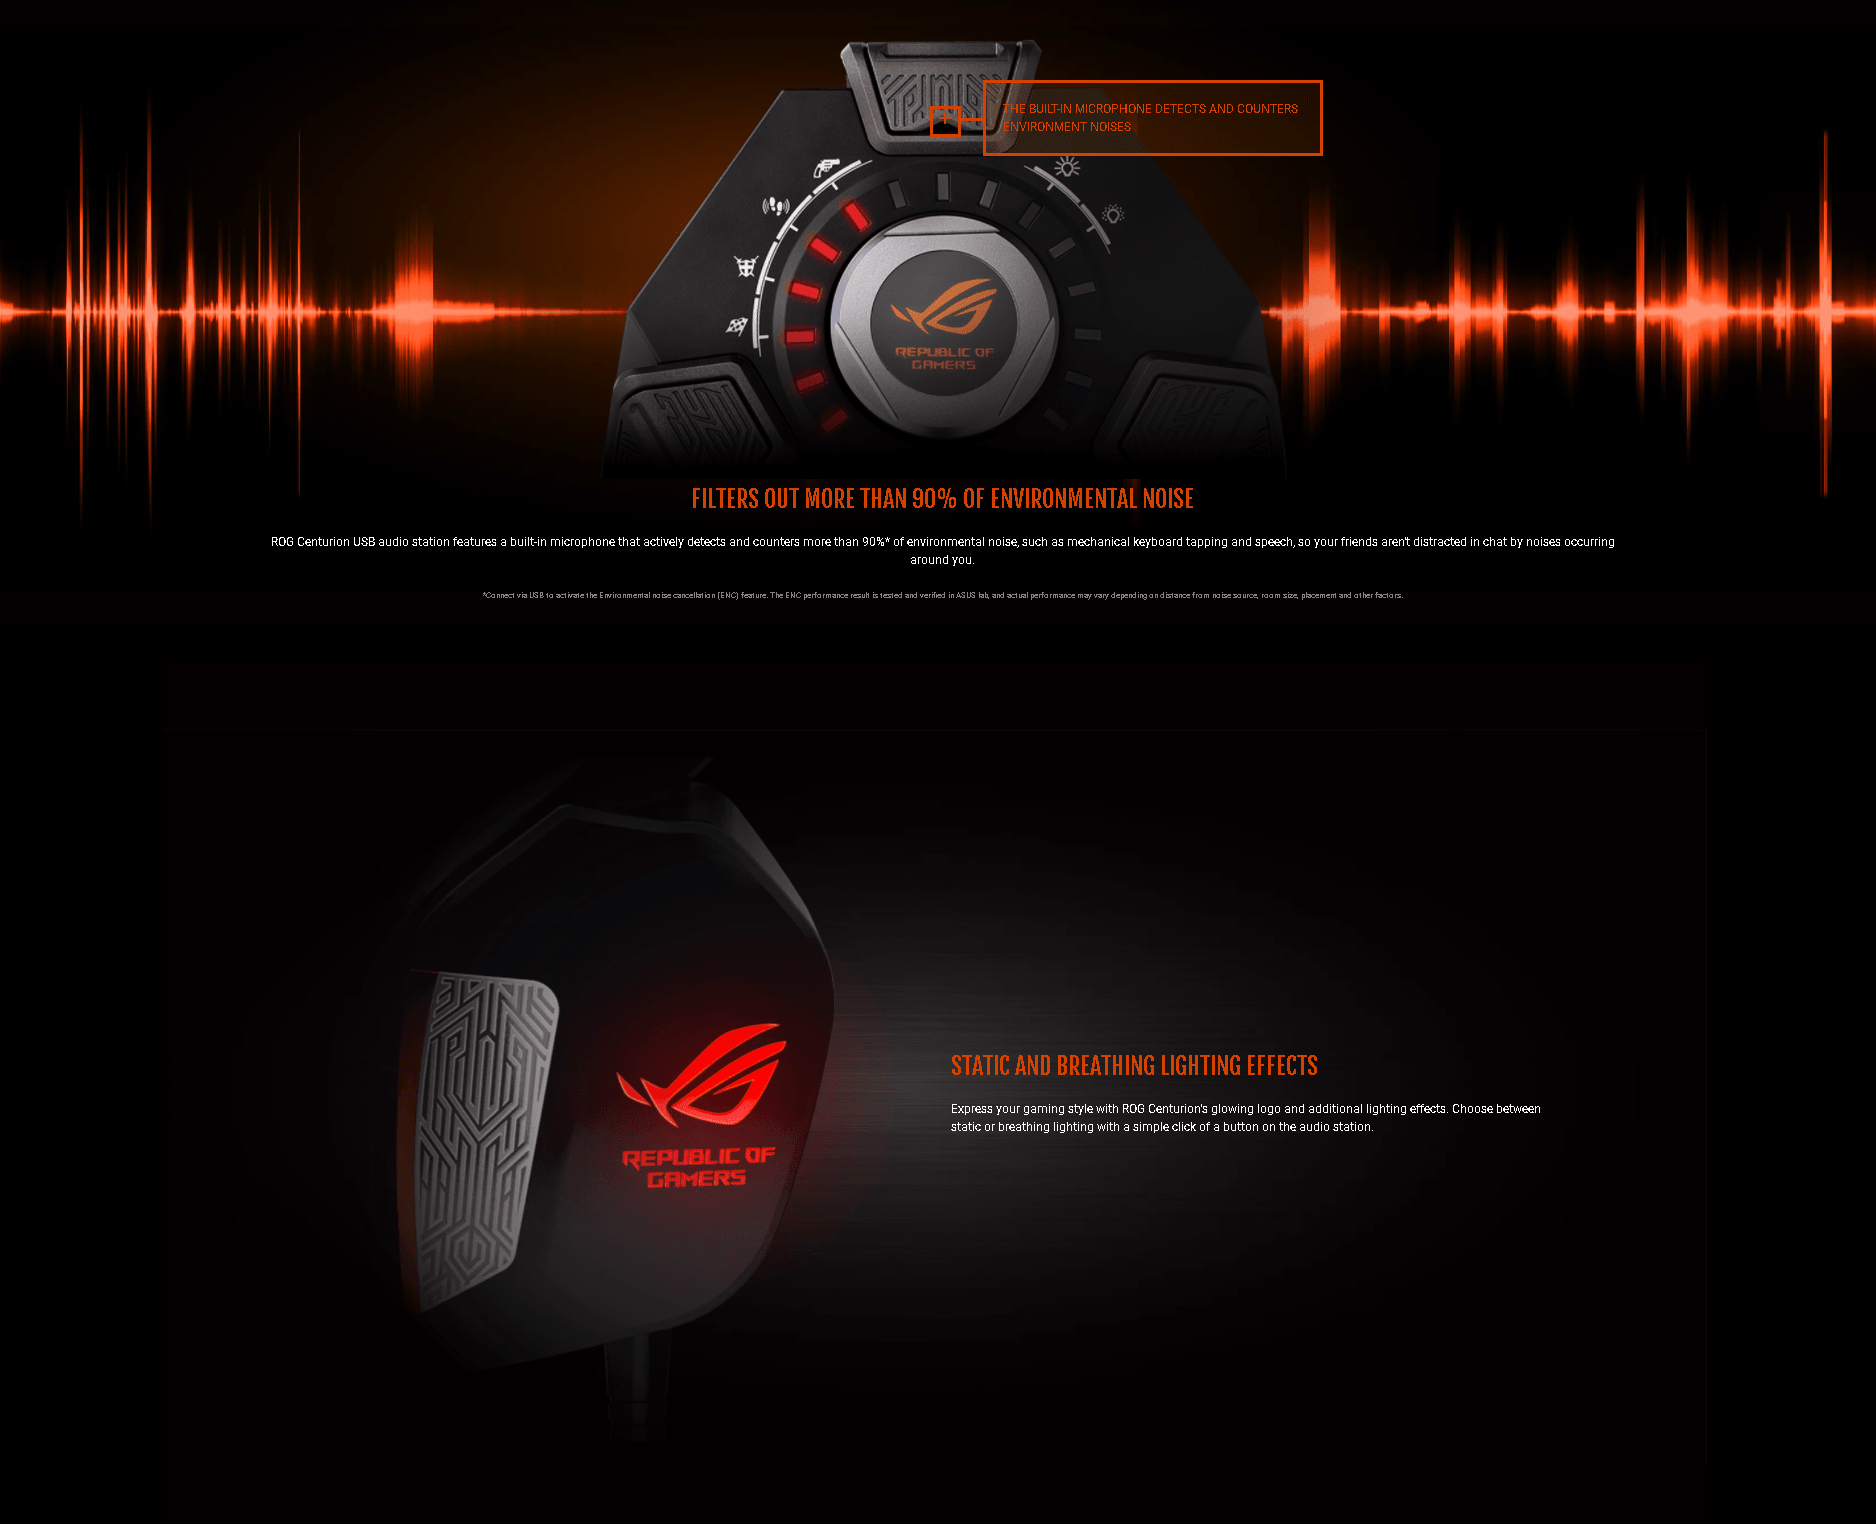 THE BUILT-IN MICROPHONE DETECTS AND COUNTERS
ENVIRONMENT NOISES
REPUBLIC OF
GAMERS
FILTERS OUT MORE THAN 90% OF ENVIRONMENTAL NOISE
ROG Centurion USB audio station features a built-in microphone that actively detects and counters more than 90%* of environmental noise, such as mechanical keyboard tapping and speech, so your friends aren't distracted in chat by noises occurring
around you.
*Connect via USB to activate the Environmental noise cancellation (ENC) feature. The ENC performance result is tested and verified in ASUS lab, and actual performance may vary depending on distance from noise source, room size, placement and other factors.
REPUBLIC OF
GAMERS
STATIC AND BREATHING LIGHTING EFFECTS
Express your gaming style with ROG Centurion's glowing logo and additional lighting effects. Choose between
static or breathing lighting with a simple click of a button on the audio station.